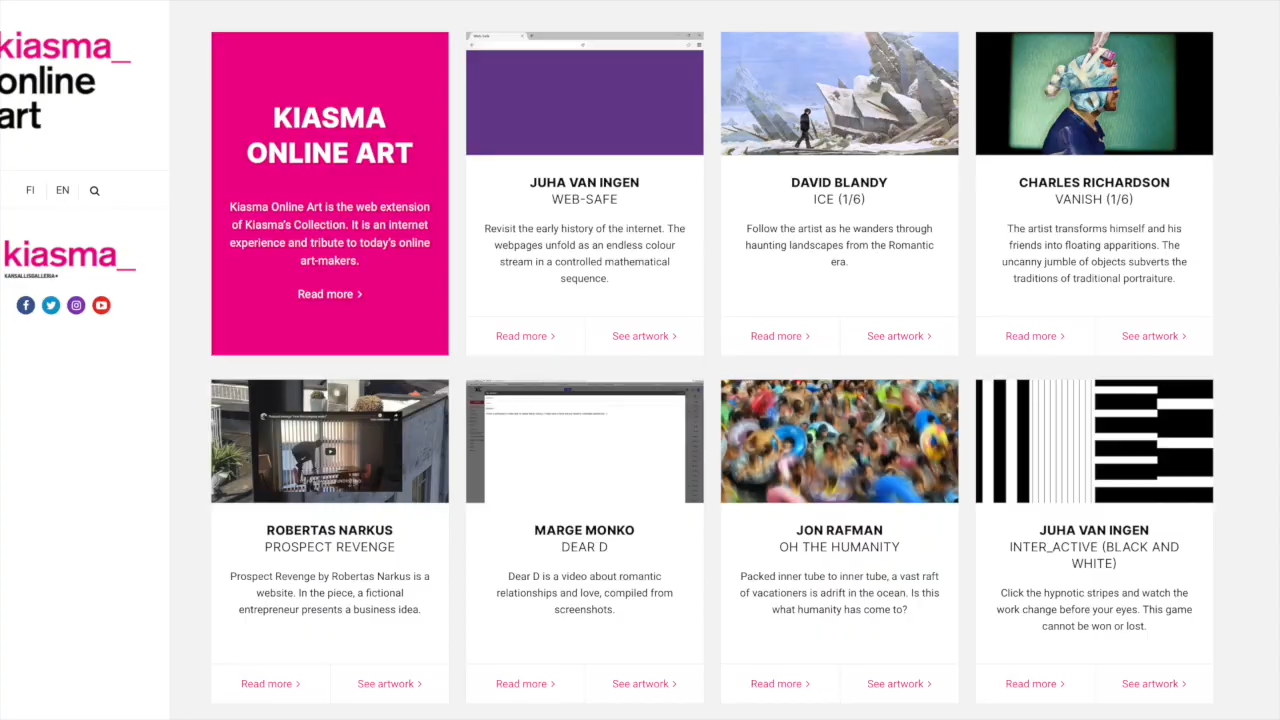 kiasma_
online
art
FI
EN
kiasma_
KANSALLISGALLERIA
KIASMA
ONLINE ART
Kiasma Online Art is the web extension
of Kiasma's Collection. It is an internet
experience and tribute to today's online
art-makers.
Read more >
JUHA VAN INGEN
WEB-SAFE
Revisit the early history of the internet. The
webpages unfold as an endless colour
stream in a controlled mathematical
sequence.
Read more >
See artwork >
DAVID BLANDY
ICE (1/6)
Follow the artist as he wanders through
haunting landscapes from the Romantic
era.
Read more >
See artwork >
CHARLES RICHARDSON
VANISH (1/6)
The artist transforms himself and his
friends into floating apparitions. The
uncanny jumble of objects subverts the
traditions of traditional portraiture.
Read more >
See artwork >
ROBERTAS NARKUS
PROSPECT REVENGE
Prospect Revenge by Robertas Narkus is a
website. In the piece, a fictional
entrepreneur presents a business idea.
Read more >
See artwork >
MARGE MONKO
DEAR D
Dear D is a video about romantic
relationships and love, compiled from
screenshots.
Read more >
See artwork >
JON RAFMAN
OH THE HUMANITY
Packed inner tube to inner tube, a vast raft
of vacationers is adrift in the ocean. Is this
what humanity has come to?
Read more >
See artwork >
JUHA VAN INGEN
INTER_ACTIVE (BLACK AND
WHITE)
Click the hypnotic stripes and watch the
work change before your eyes. This game
cannot be won or lost.
Read more >
See artwork >